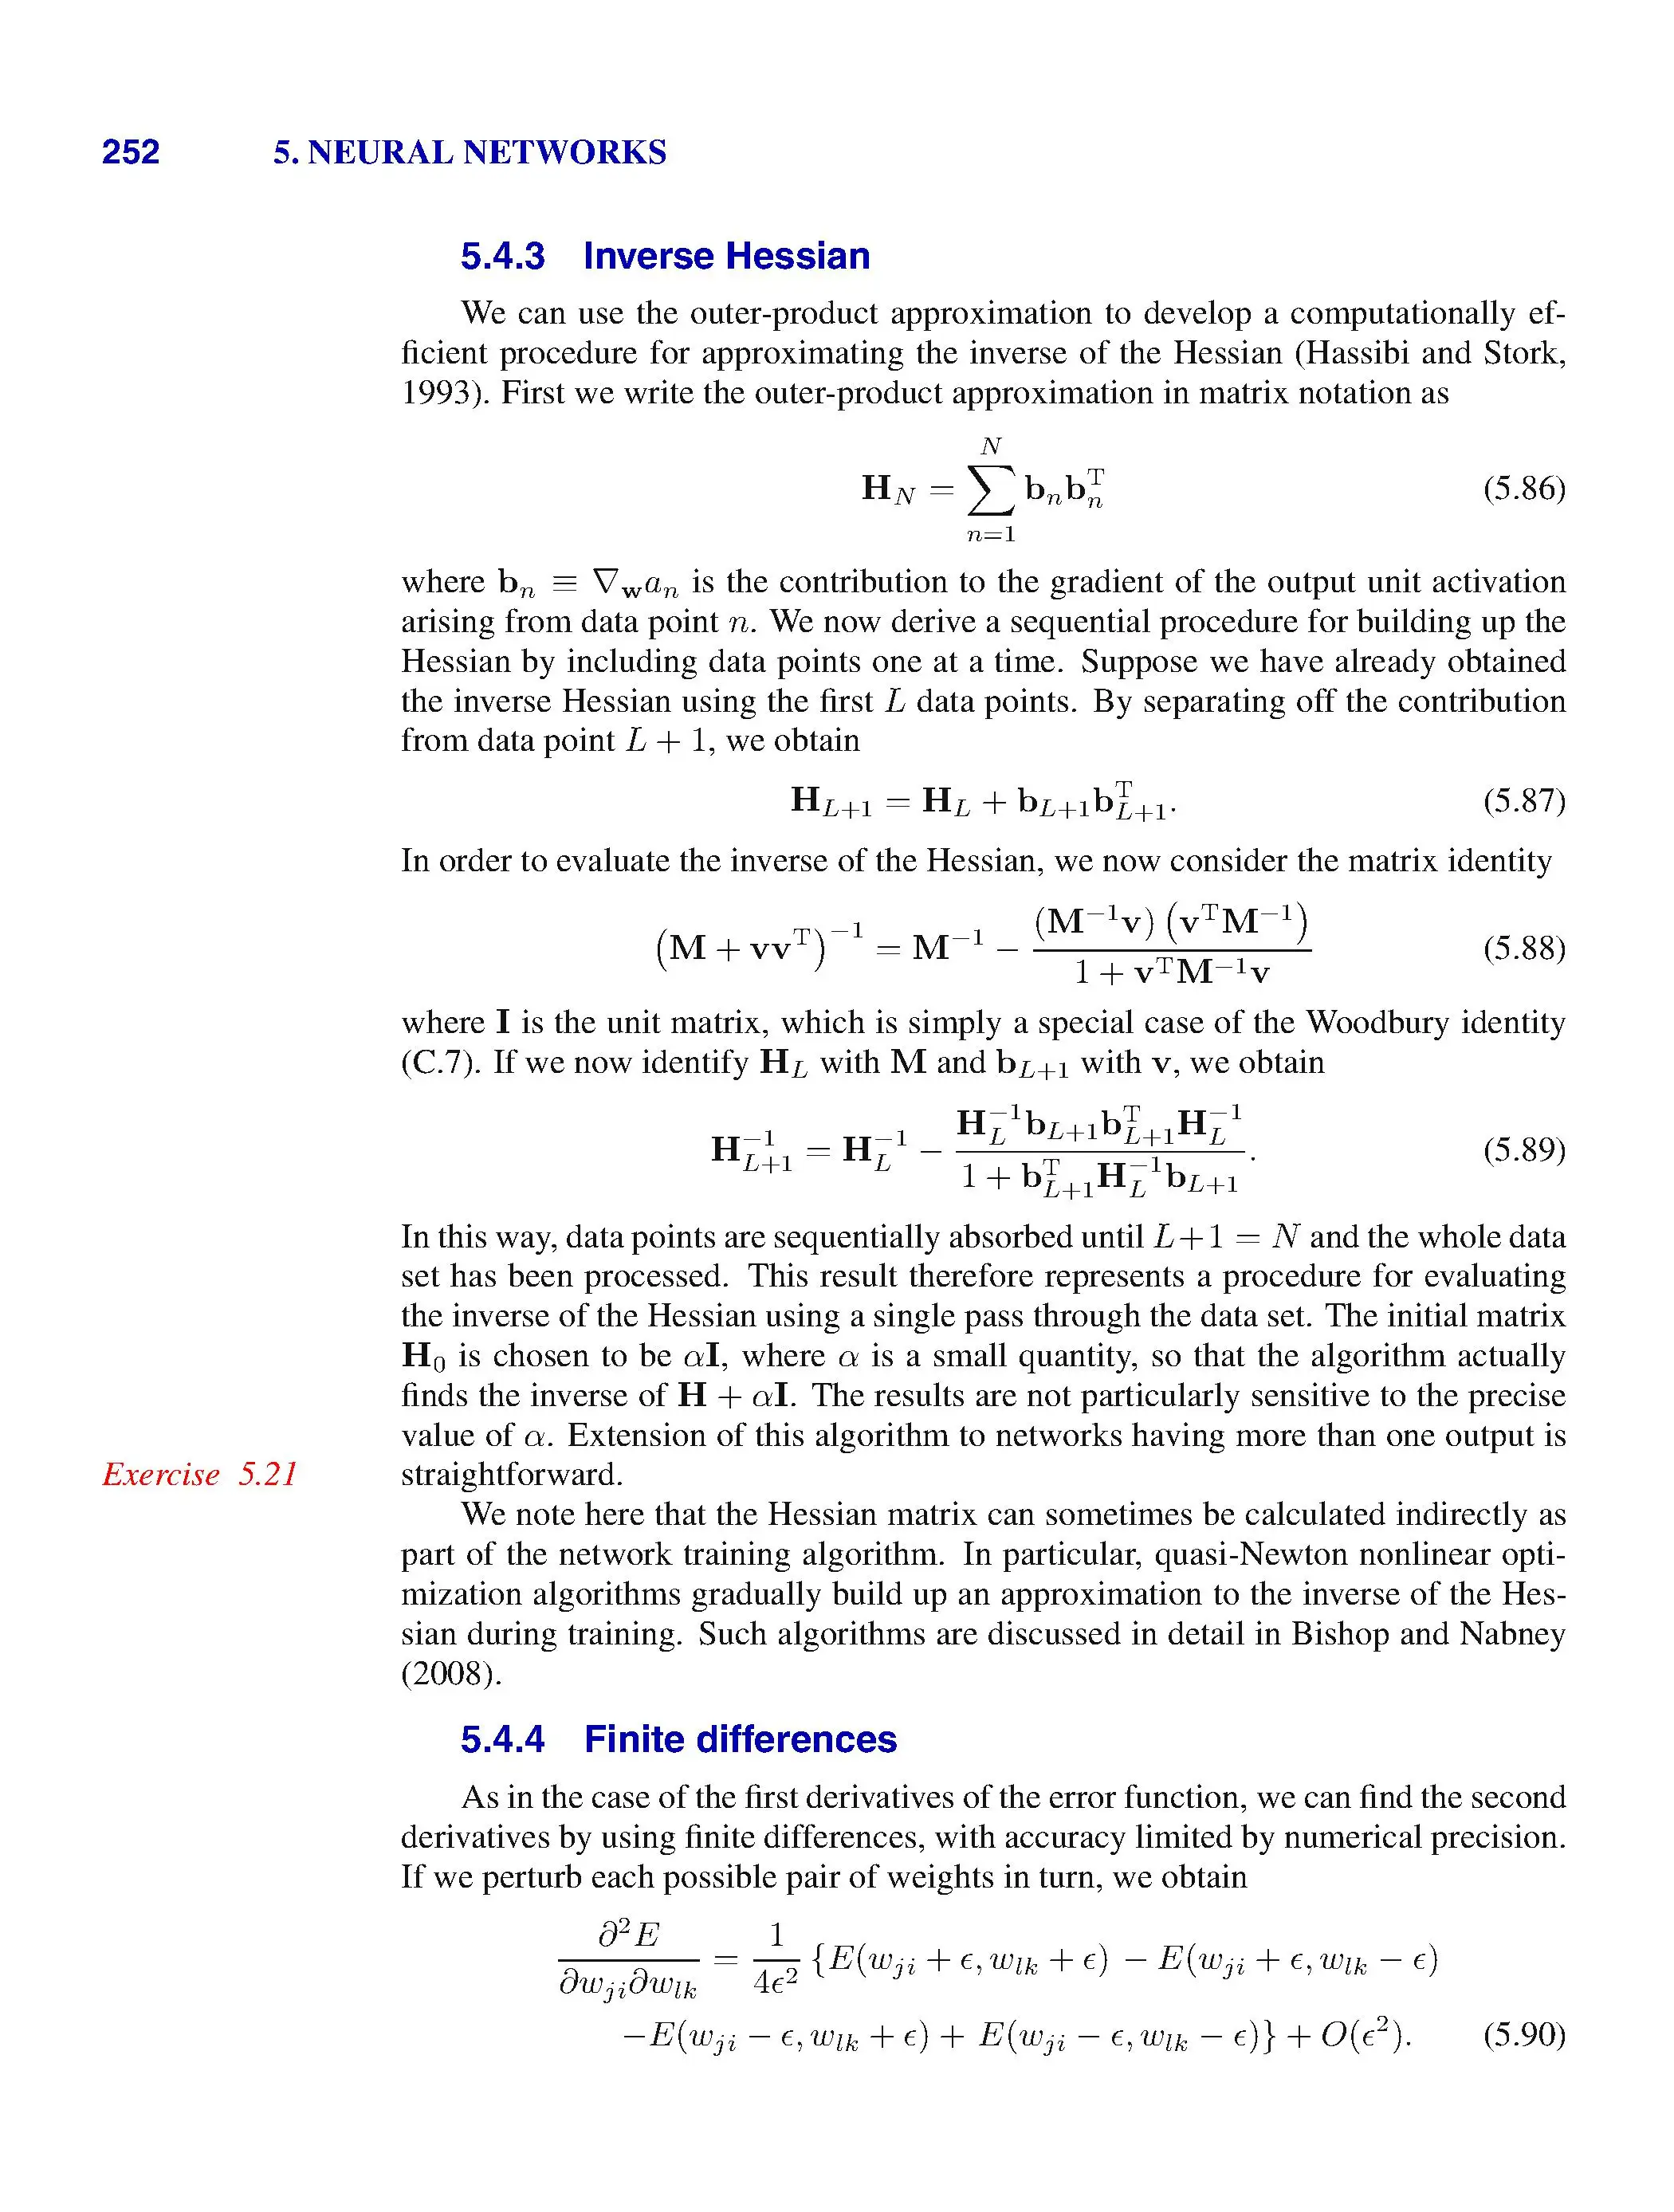 252 5. NEURAL NETWORKS
5.4.3 Inverse Hessian
We can use the outer-product approximation to develop a computationally ef-
ficient procedure for approximating the inverse of the Hessian (Hassibi and Stork,
1993). First we write the outer-product approximation in matrix notation as
$\mathbf{H}_N = \sum_{n=1}^{N} \mathbf{b}_n \mathbf{b}_n^{\mathrm{T}}$ (5.86)
where $\mathbf{b}_n \equiv \nabla_{\mathbf{w}} a_n$ is the contribution to the gradient of the output unit activation
arising from data point $n$. We now derive a sequential procedure for building up the
Hessian by including data points one at a time. Suppose we have already obtained
the inverse Hessian using the first $L$ data points. By separating off the contribution
from data point $L + 1$, we obtain
$\mathbf{H}_{L+1} = \mathbf{H}_L + \mathbf{b}_{L+1} \mathbf{b}_{L+1}^{\mathrm{T}}.$ (5.87)
In order to evaluate the inverse of the Hessian, we now consider the matrix identity
$\left(\mathbf{M} + \mathbf{v}\mathbf{v}^{\mathrm{T}}\right)^{-1} = \mathbf{M}^{-1} - \frac{(\mathbf{M}^{-1}\mathbf{v})\left(\mathbf{v}^{\mathrm{T}}\mathbf{M}^{-1}\right)}{1 + \mathbf{v}^{\mathrm{T}}\mathbf{M}^{-1}\mathbf{v}}$ (5.88)
where $\mathbf{I}$ is the unit matrix, which is simply a special case of the Woodbury identity
(C.7). If we now identify $\mathbf{H}_L$ with $\mathbf{M}$ and $\mathbf{b}_{L+1}$ with $\mathbf{v}$, we obtain
$\mathbf{H}_{L+1}^{-1} = \mathbf{H}_L^{-1} - \frac{\mathbf{H}_L^{-1}\mathbf{b}_{L+1}\mathbf{b}_{L+1}^{\mathrm{T}}\mathbf{H}_L^{-1}}{1 + \mathbf{b}_{L+1}^{\mathrm{T}}\mathbf{H}_L^{-1}\mathbf{b}_{L+1}}.$ (5.89)
In this way, data points are sequentially absorbed until $L+1 = N$ and the whole data
set has been processed. This result therefore represents a procedure for evaluating
the inverse of the Hessian using a single pass through the data set. The initial matrix
$\mathbf{H}_0$ is chosen to be $\alpha\mathbf{I}$, where $\alpha$ is a small quantity, so that the algorithm actually
finds the inverse of $\mathbf{H} + \alpha\mathbf{I}$. The results are not particularly sensitive to the precise
value of $\alpha$. Extension of this algorithm to networks having more than one output is
Exercise 5.21 straightforward.
We note here that the Hessian matrix can sometimes be calculated indirectly as
part of the network training algorithm. In particular, quasi-Newton nonlinear opti-
mization algorithms gradually build up an approximation to the inverse of the Hes-
sian during training. Such algorithms are discussed in detail in Bishop and Nabney
(2008).
5.4.4 Finite differences
As in the case of the first derivatives of the error function, we can find the second
derivatives by using finite differences, with accuracy limited by numerical precision.
If we perturb each possible pair of weights in turn, we obtain
$\frac{\partial^2 E}{\partial w_{ji} \partial w_{lk}} = \frac{1}{4\epsilon^2} \{E(w_{ji} + \epsilon, w_{lk} + \epsilon) - E(w_{ji} + \epsilon, w_{lk} - \epsilon)$
$-E(w_{ji} - \epsilon, w_{lk} + \epsilon) + E(w_{ji} - \epsilon, w_{lk} - \epsilon)\} + O(\epsilon^2).$ (5.90)